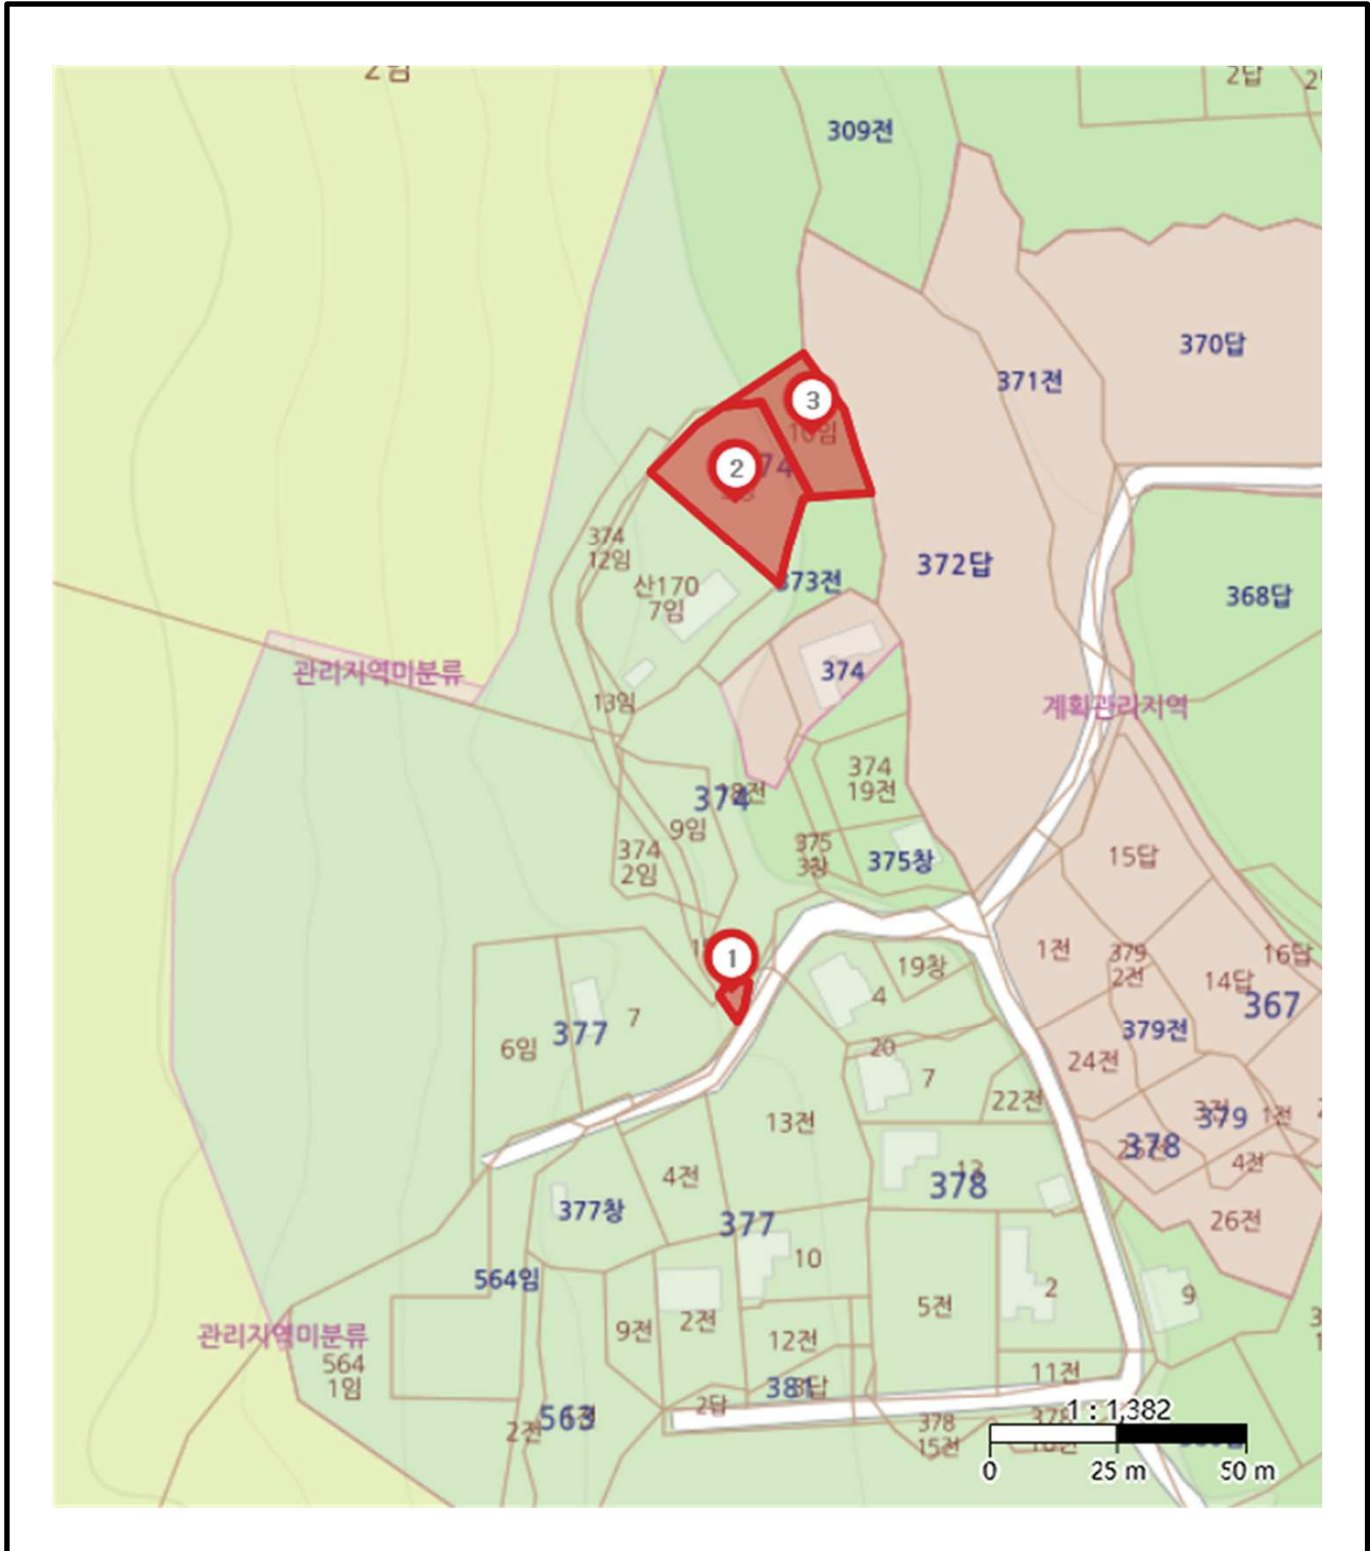 2임
2답
309전
370답
371전
3
10임
2
74
374
12임
372답
373전
산170
7임
368답
374
관리지역미분류
13임
계획관리지역
374
19전
374
18전
9임
374
2임
375
3창
375창
15답
1전
379
2전
16답
14답
367
1
19창
4
7
377
6임
379전
20
24전
7
22전
13전
379
1전
378
4전
4전
13
378
377창
377
26전
10
564임
2
9
5전
9전
2전
12전
관리지역미분류
564
1임
11전
381
2답
563
2전
378
15전
1 : 1,382
0
25 m
50 m